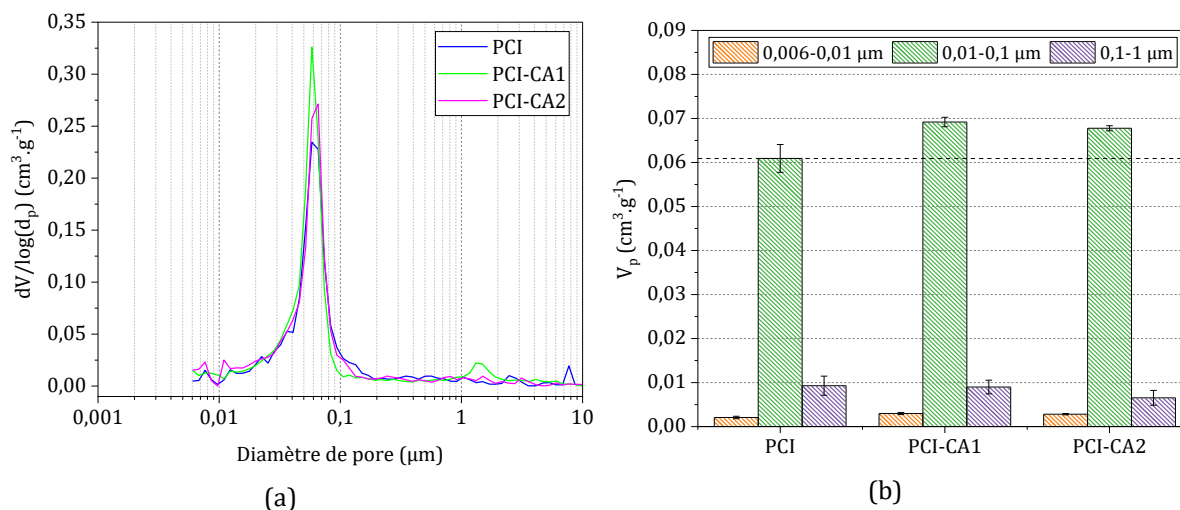 0,35
0,30
0,25
0,20
0,15
0,10
0,05
0,00
dV/log(dₚ) (cm³·g⁻¹)
PCI
PCI-CA1
PCI-CA2
0,001
0,01
0,1
1
10
Diamètre de pore (µm)
(a)
0,09
0,08
0,07
0,06
0,05
0,04
0,03
0,02
0,01
0,00
Vₚ (cm³·g⁻¹)
0,006-0,01 µm
0,01-0,1 µm
0,1-1 µm
PCI
PCI-CA1
PCI-CA2
(b)